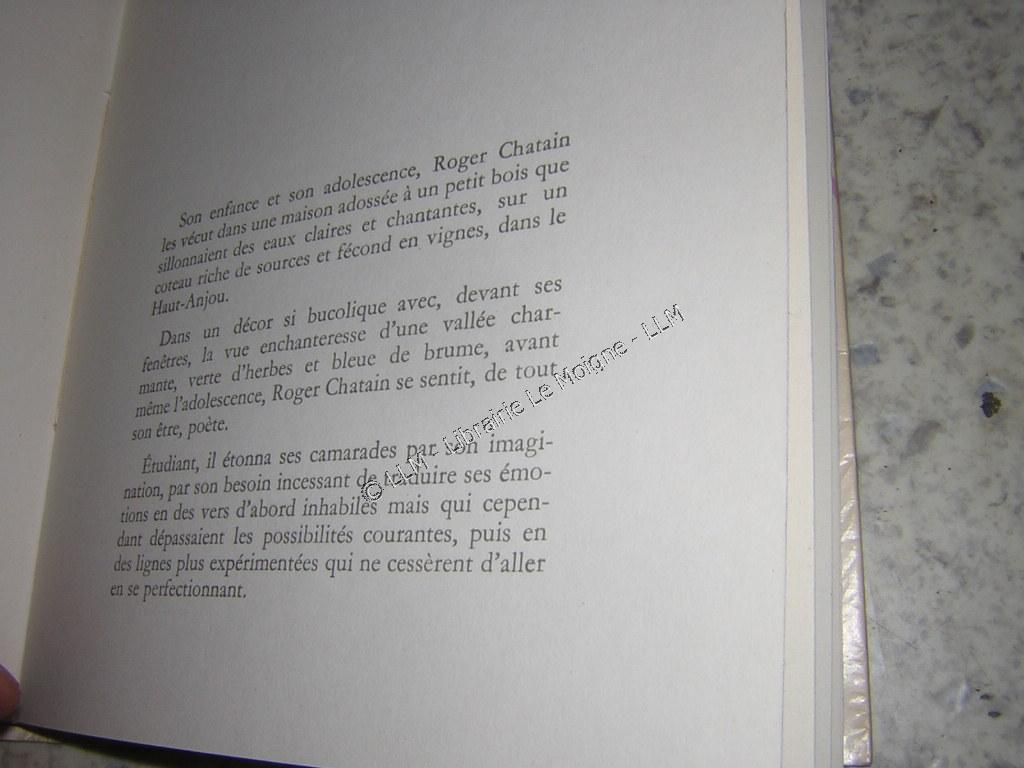 Son enfance et son adolescence, Roger Chatain
les vécut dans une maison adossée à un petit bois que
sillonnaient des eaux claires et chantantes, sur un
coteau riche de sources et fécond en vignes, dans le
Haut-Anjou.
Dans un décor si bucolique avec, devant ses
fenêtres, la vue enchanteresse d'une vallée char-
mante, verte d'herbes et bleue de brume, avant
même l'adolescence, Roger Chatain se sentit, de tout
son être, poète.
Étudiant, il étonna ses camarades par son imagi-
nation, par son besoin incessant de traduire ses émo-
tions en des vers d'abord inhabiles mais qui cepen-
dant dépassaient les possibilités courantes, puis en
des lignes plus expérimentées qui ne cessèrent d'aller
en se perfectionnant.
© LLM - Librairie Le Moigne - LLM